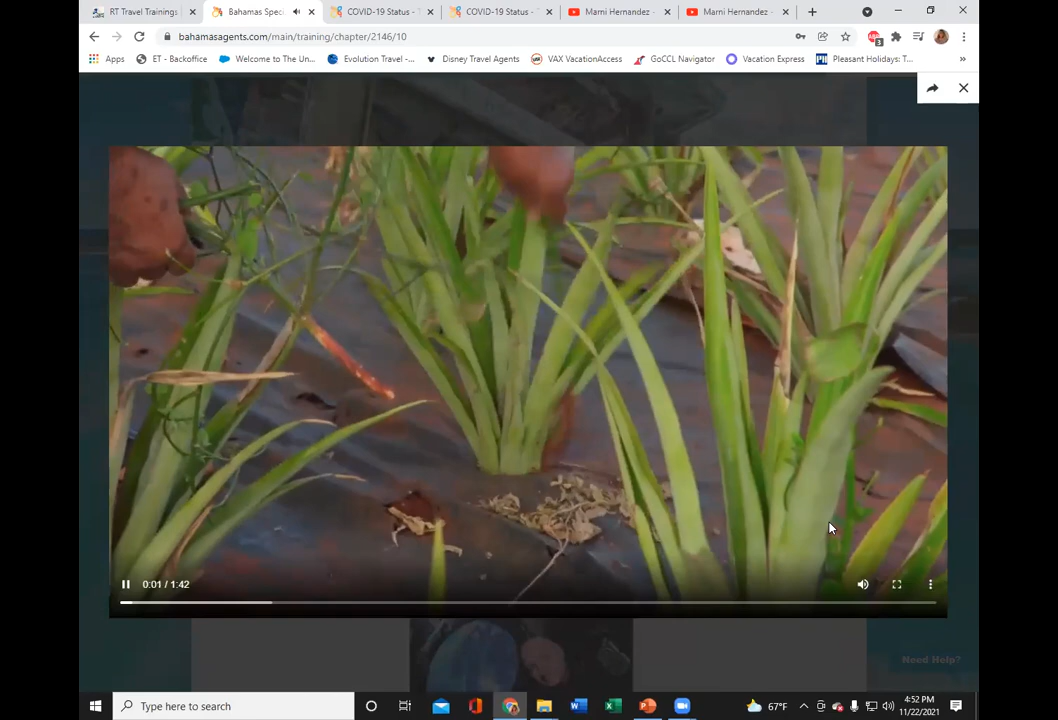 RT Travel Trainings
Bahamas Speci
COVID-19 Status - T
COVID-19 Status - T
Marni Hernandez -
Marni Hernandez -
bahamasagents.com/main/training/chapter/2146/10
3
Apps
ET - Backoffice
Welcome to The Un...
Evolution Travel -...
Disney Travel Agents
VAX VacationAccess
GoCCL Navigator
Vacation Express
Pleasant Holidays: T...
»
0:01 / 1:42
Need Help?
Type here to search
67°F
4:52 PM
11/22/2021